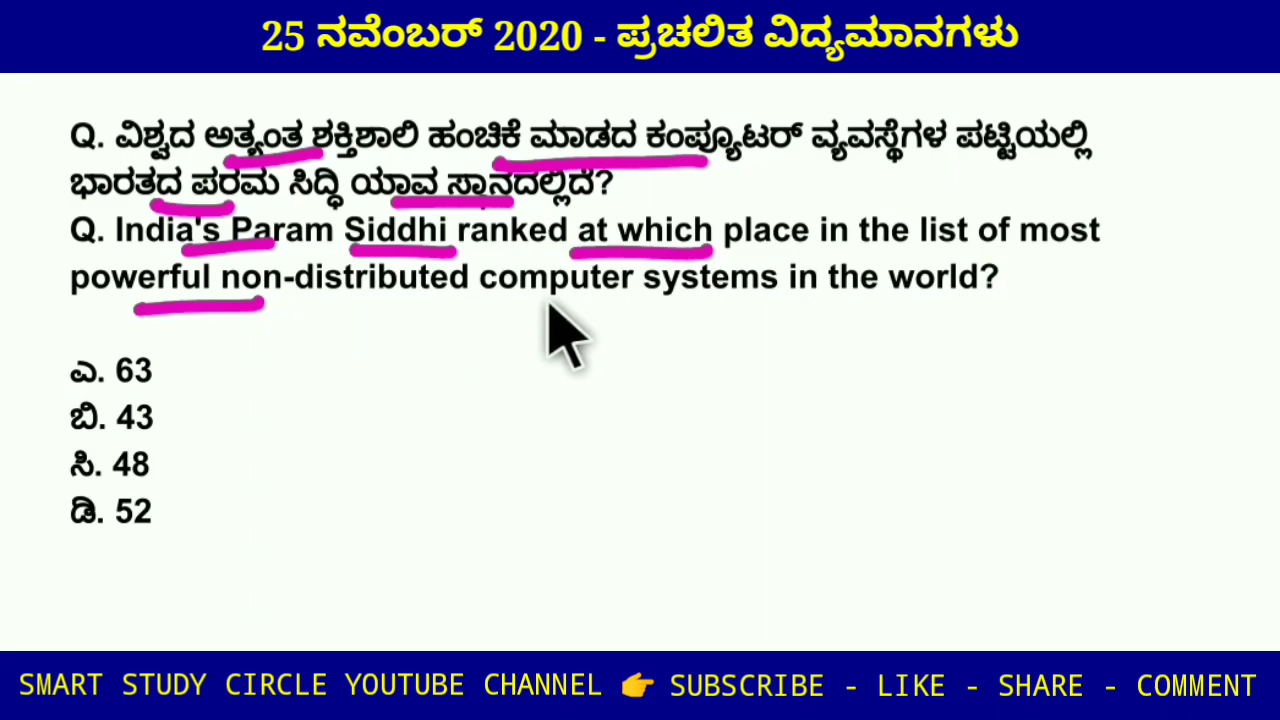 25 ನವೆಂಬರ್ 2020 - ಪ್ರಚಲಿತ ವಿದ್ಯಮಾನಗಳು
Q. ವಿಶ್ವದ ಅತ್ಯಂತ ಶಕ್ತಿಶಾಲಿ ಹಂಚಿಕೆ ಮಾಡದ ಕಂಪ್ಯೂಟರ್ ವ್ಯವಸ್ಥೆಗಳ ಪಟ್ಟಿಯಲ್ಲಿ
ಭಾರತದ ಪರಮ ಸಿದ್ಧಿ ಯಾವ ಸ್ಥಾನದಲ್ಲಿದೆ?
Q. India's Param Siddhi ranked at which place in the list of most
powerful non-distributed computer systems in the world?
ಎ. 63
ಬಿ. 43
ಸಿ. 48
ಡಿ. 52
SMART STUDY CIRCLE YOUTUBE CHANNEL 👉 SUBSCRIBE - LIKE - SHARE - COMMENT